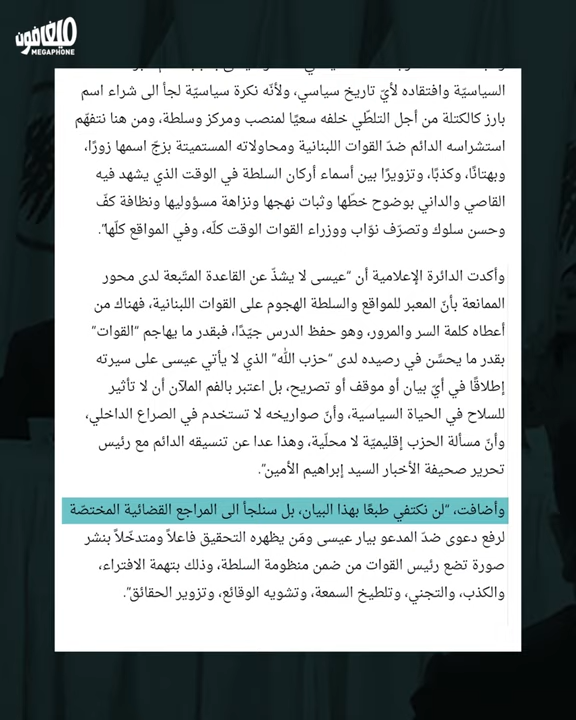 ميغافون
MEGAPHONE
السياسيّة وافتقاده لأيّ تاريخ سياسي، ولأنّه نكرة سياسيّة لجأ الى شراء اسم
بارز كالكتلة من أجل التلطّي خلفه سعيًا لمنصب ومركز وسلطة، ومن هنا نتفهّم
استشراسه الدائم ضدّ القوات اللبنانية ومحاولاته المستميتة بزجّ اسمها زورًا،
وبهتانًا، وكذبًا، وتزويرًا بين أسماء أركان السلطة في الوقت الذي يشهد فيه
القاصي والداني بوضوح خطّها وثبات نهجها ونزاهة مسؤوليها ونظافة كفّ
وحسن سلوك وتصرّف نوّاب ووزراء القوات الوقت كلّه، وفي المواقع كلّها".
وأكدت الدائرة الإعلامية أن "عيسى لا يشذّ عن القاعدة المتّبعة لدى محور
الممانعة بأنّ المعبر للمواقع والسلطة الهجوم على القوات اللبنانية، فهناك من
أعطاه كلمة السر والمرور، وهو حفظ الدرس جيّدًا، فبقدر ما يهاجم "القوات"
بقدر ما يحسِّن في رصيده لدى "حزب الله" الذي لا يأتي عيسى على سيرته
إطلاقًا في أيّ بيان أو موقف أو تصريح، بل اعتبر بالفم الملآن أن لا تأثير
للسلاح في الحياة السياسية، وأنّ صواريخه لا تستخدم في الصراع الداخلي،
وأنّ مسألة الحزب إقليميّة لا محلّية، وهذا عدا عن تنسيقه الدائم مع رئيس
تحرير صحيفة الأخبار السيد إبراهيم الأمين".
وأضافت، "لن نكتفي طبعًا بهذا البيان، بل سنلجأ الى المراجع القضائية المختصّة
لرفع دعوى ضدّ المدعو بيار عيسى ومَن يظهره التحقيق فاعلاً ومتدخّلاً بنشر
صورة تضع رئيس القوات من ضمن منظومة السلطة، وذلك بتهمة الافتراء،
والكذب، والتجني، وتلطيخ السمعة، وتشويه الوقائع، وتزوير الحقائق".